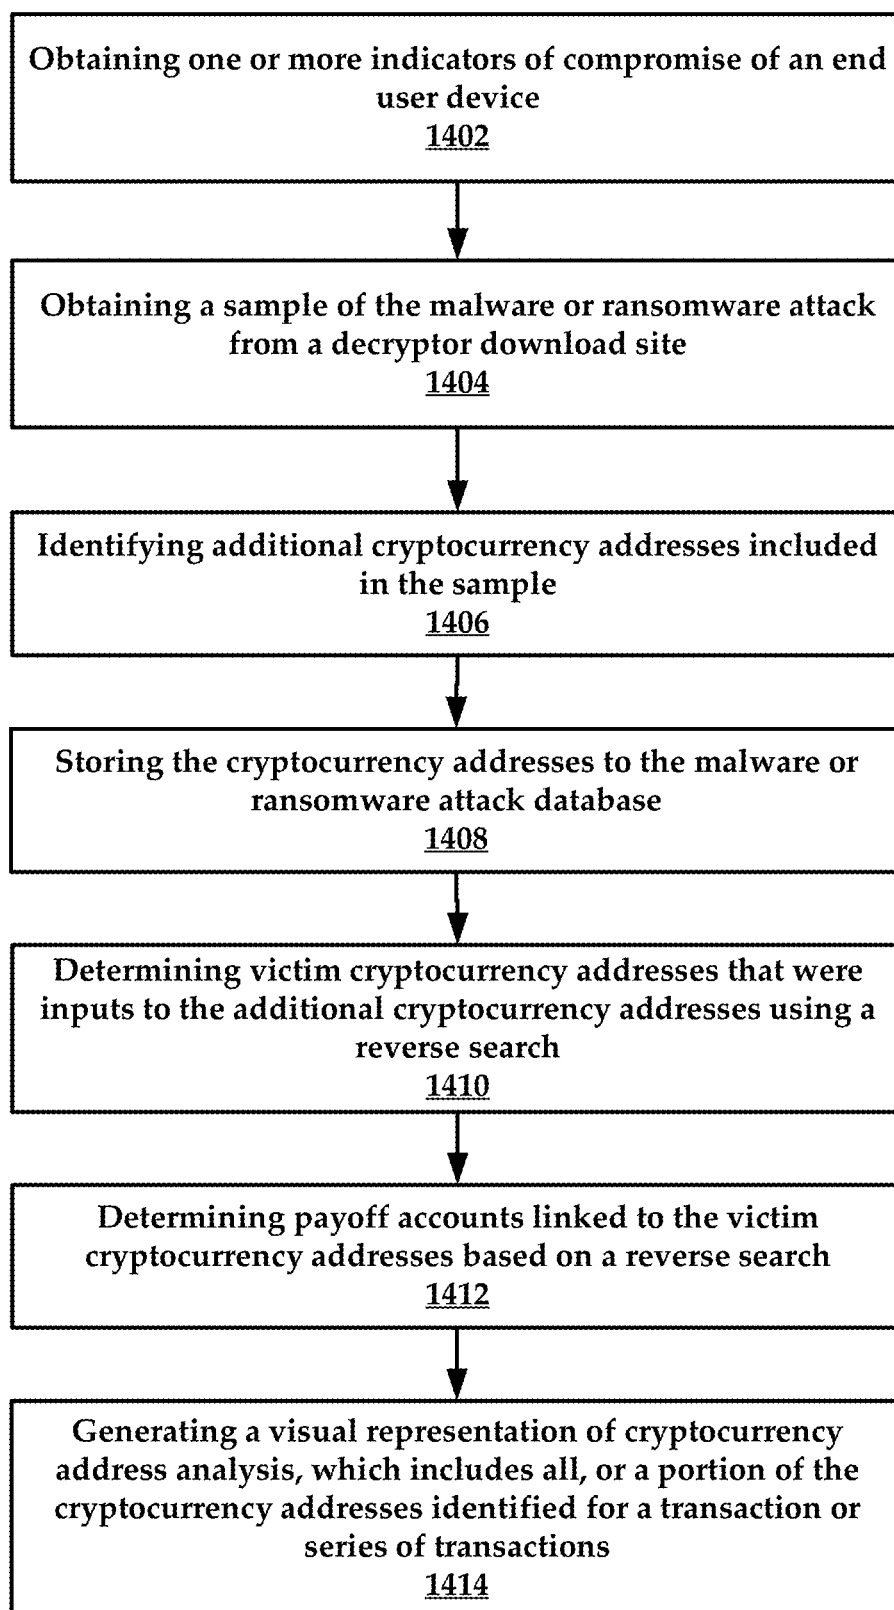 Obtaining one or more indicators of compromise of an end
user device
1402
Obtaining a sample of the malware or ransomware attack
from a decryptor download site
1404
Identifying additional cryptocurrency addresses included
in the sample
1406
Storing the cryptocurrency addresses to the malware or
ransomware attack database
1408
Determining victim cryptocurrency addresses that were
inputs to the additional cryptocurrency addresses using a
reverse search
1410
Determining payoff accounts linked to the victim
cryptocurrency addresses based on a reverse search
1412
Generating a visual representation of cryptocurrency
address analysis, which includes all, or a portion of the
cryptocurrency addresses identified for a transaction or
series of transactions
1414